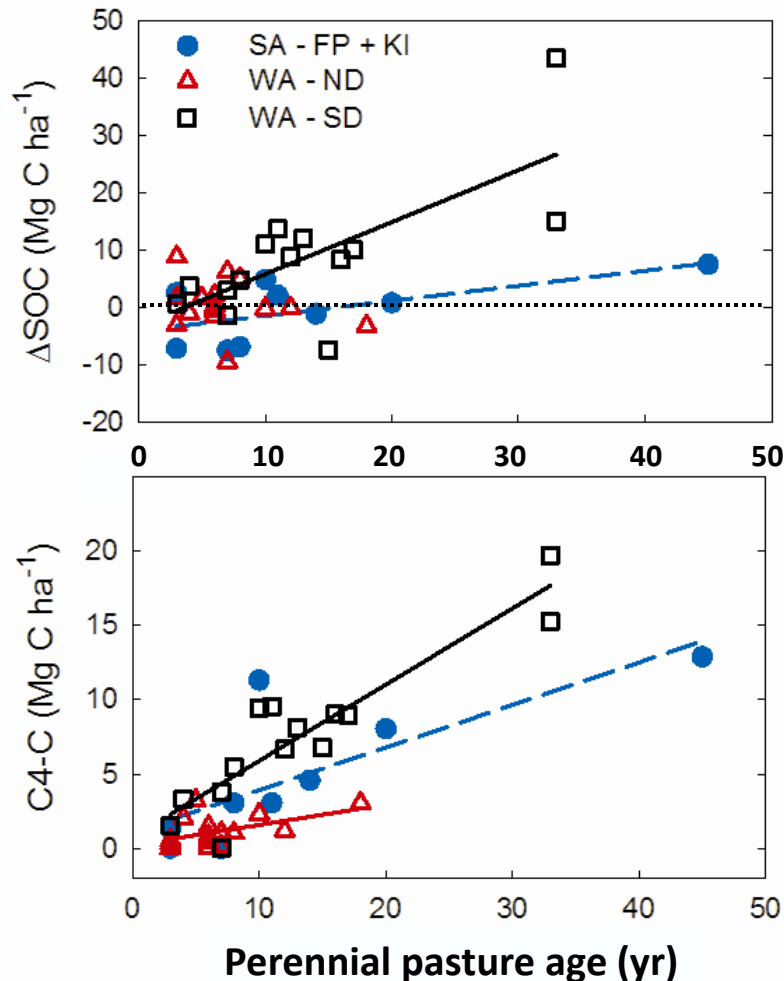 50
SA - FP + KI
40
WA - ND
30
WA - SD
20
10
0
-10
-20
ΔSOC (Mg C ha⁻¹)
0 10 20 30 40 50
20
15
10
5
0
C4-C (Mg C ha⁻¹)
0 10 20 30 40 50
Perennial pasture age (yr)